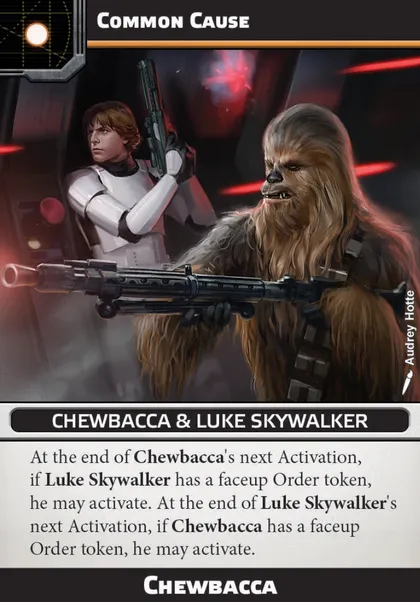 Common Cause
Audrey Hotte
CHEWBACCA & LUKE SKYWALKER
At the end of Chewbacca's next Activation,
if Luke Skywalker has a faceup Order token,
he may activate. At the end of Luke Skywalker's
next Activation, if Chewbacca has a faceup
Order token, he may activate.
Chewbacca